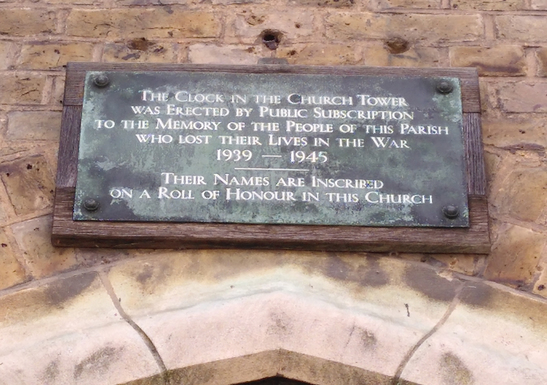 The Clock in the Church Tower
was Erected by Public Subscription
to the Memory of the People of this Parish
who lost their Lives in the War
1939 — 1945
Their Names are Inscribed
on a Roll of Honour in this Church